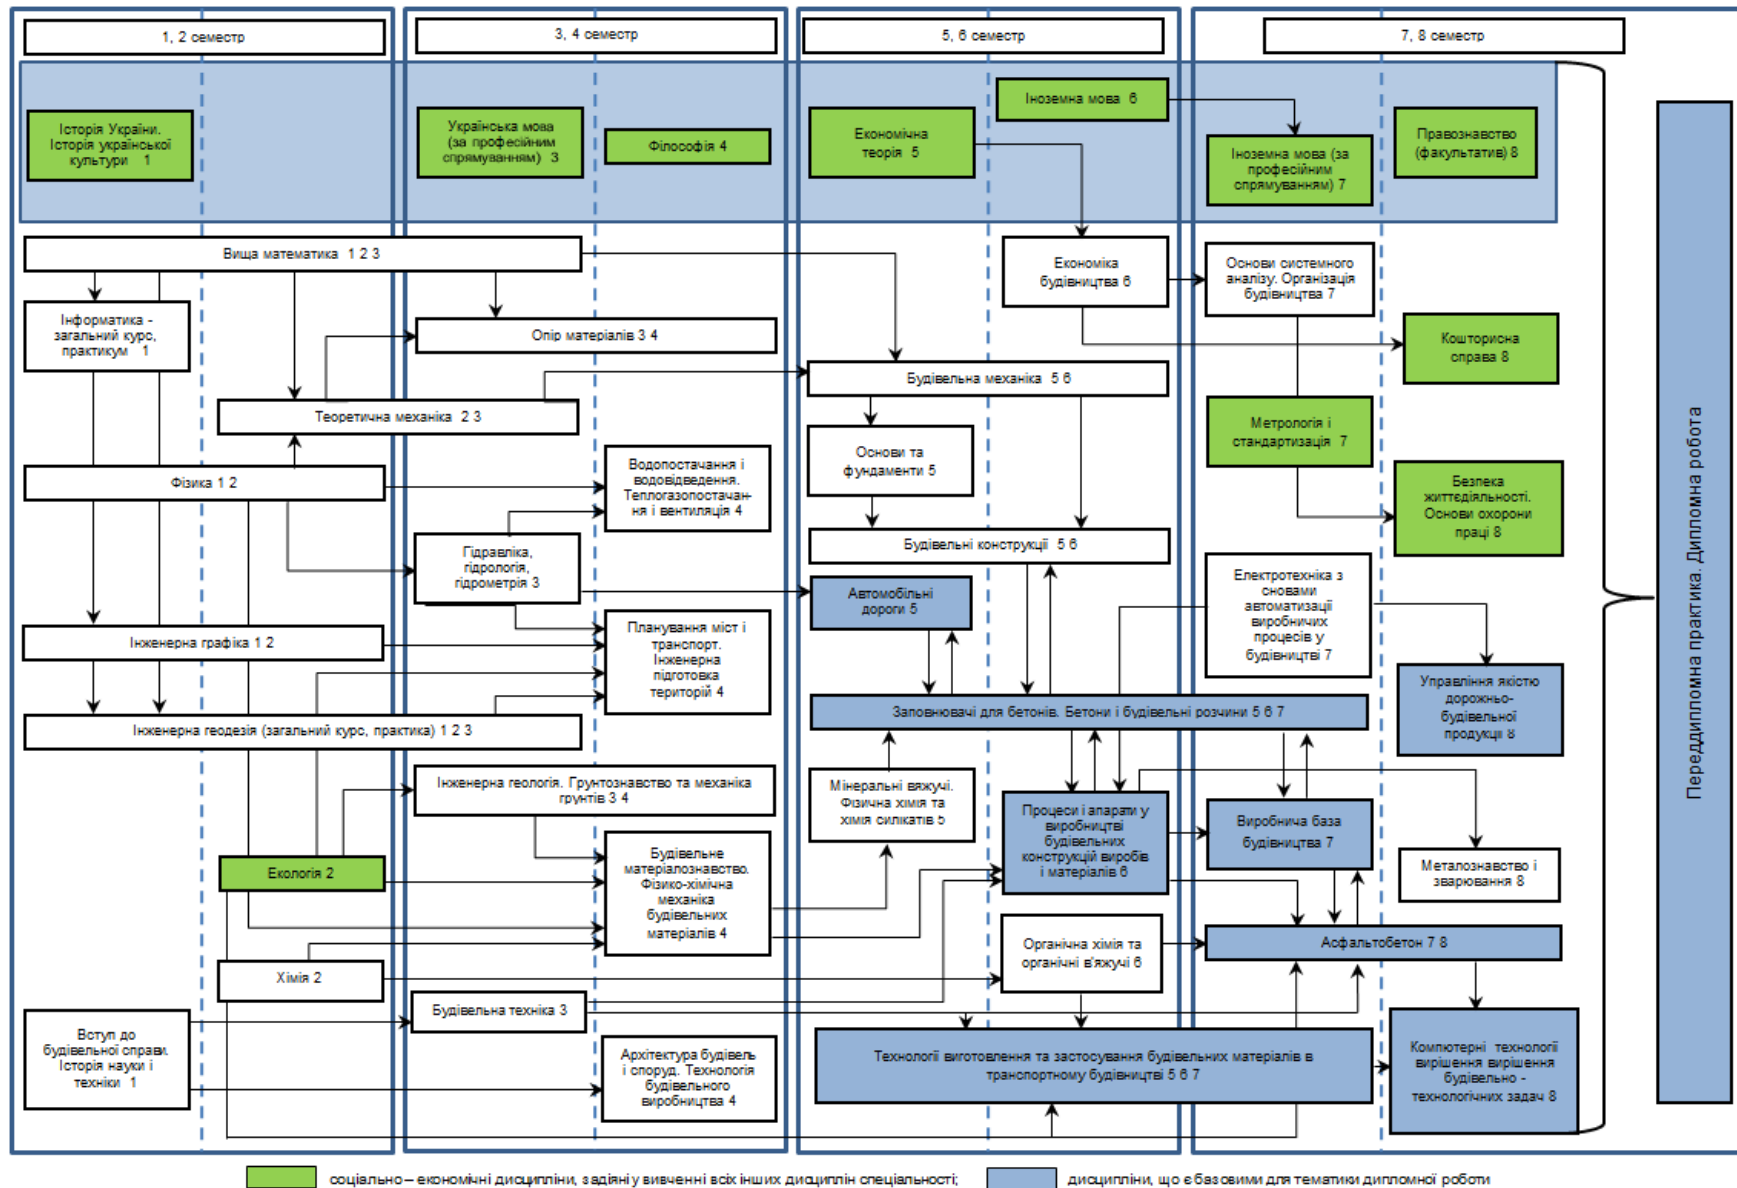 1, 2 семестр
3, 4 семестр
5, 6 семестр
7, 8 семестр
Історія України.
Історія української
культури 1
Українська мова
(за професійним
спрямуванням) 3
Філософія 4
Економічна
теорія 5
Іноземна мова 6
Іноземна мова (за
професійним
спрямуванням) 7
Правознавство
(факультатив) 8
Вища математика 1 2 3
Економіка
будівництва 6
Основи системного
аналізу. Організація
будівництва 7
Інформатика -
загальний курс,
практикум 1
Опір матеріалів 3 4
Кошторисна
справа 8
Будівельна механіка 5 6
Теоретична механіка 2 3
Метрологія і
стандартизація 7
Основи та
фундаменти 5
Водопостачання і
водовідведення.
Теплогазопостачан-
ня і вентиляція 4
Фізика 1 2
Безпека
життєдіяльності.
Основи охорони
праці 8
Будівельні конструкції 5 6
Гідравліка,
гідрологія,
гідрометрія 3
Автомобільні
дороги 5
Електротехніка з
сновами
автоматизації
виробничих
процесів у
будівництві 7
Інженерна графіка 1 2
Планування міст і
транспорт.
Інженерна
підготовка
територій 4
Управління якістю
дорожньо-
будівельної
продукції 8
Інженерна геодезія (загальний курс, практика) 1 2 3
Заповнювачі для бетонів. Бетони і будівельні розчини 5 6 7
Інженерна геологія. Грунтознавство та механіка
грунтів 3 4
Мінеральні вяжучі.
Фізична хімія та
хімія силікатів 5
Процеси і апарати у
виробництві
будівельних
конструкцій виробів
і матеріалів 6
Виробнича база
будівництва 7
Екологія 2
Будівельне
матеріалознавство.
Фізико-хімічна
механіка
будівельних
матеріалів 4
Металознавство і
зварювання 8
Органічна хімія та
органічні в'яжучі 6
Асфальтобетон 7 8
Хімія 2
Будівельна техніка 3
Вступ до
будівельної справи.
Історія науки і
техніки 1
Архітектура будівель
і споруд. Технологія
будівельного
виробництва 4
Технології виготовлення та застосування будівельних матеріалів в
транспортному будівництві 5 6 7
Компютерні технології
вирішення вирішення
будівельно -
технологічних задач 8
Переддипломна практика. Дипломна робота
соціально – економічні дисципліни, задіяні у вивченні всіх інших дисциплін спеціальності;
дисципліни, що є базовими для тематики дипломної роботи